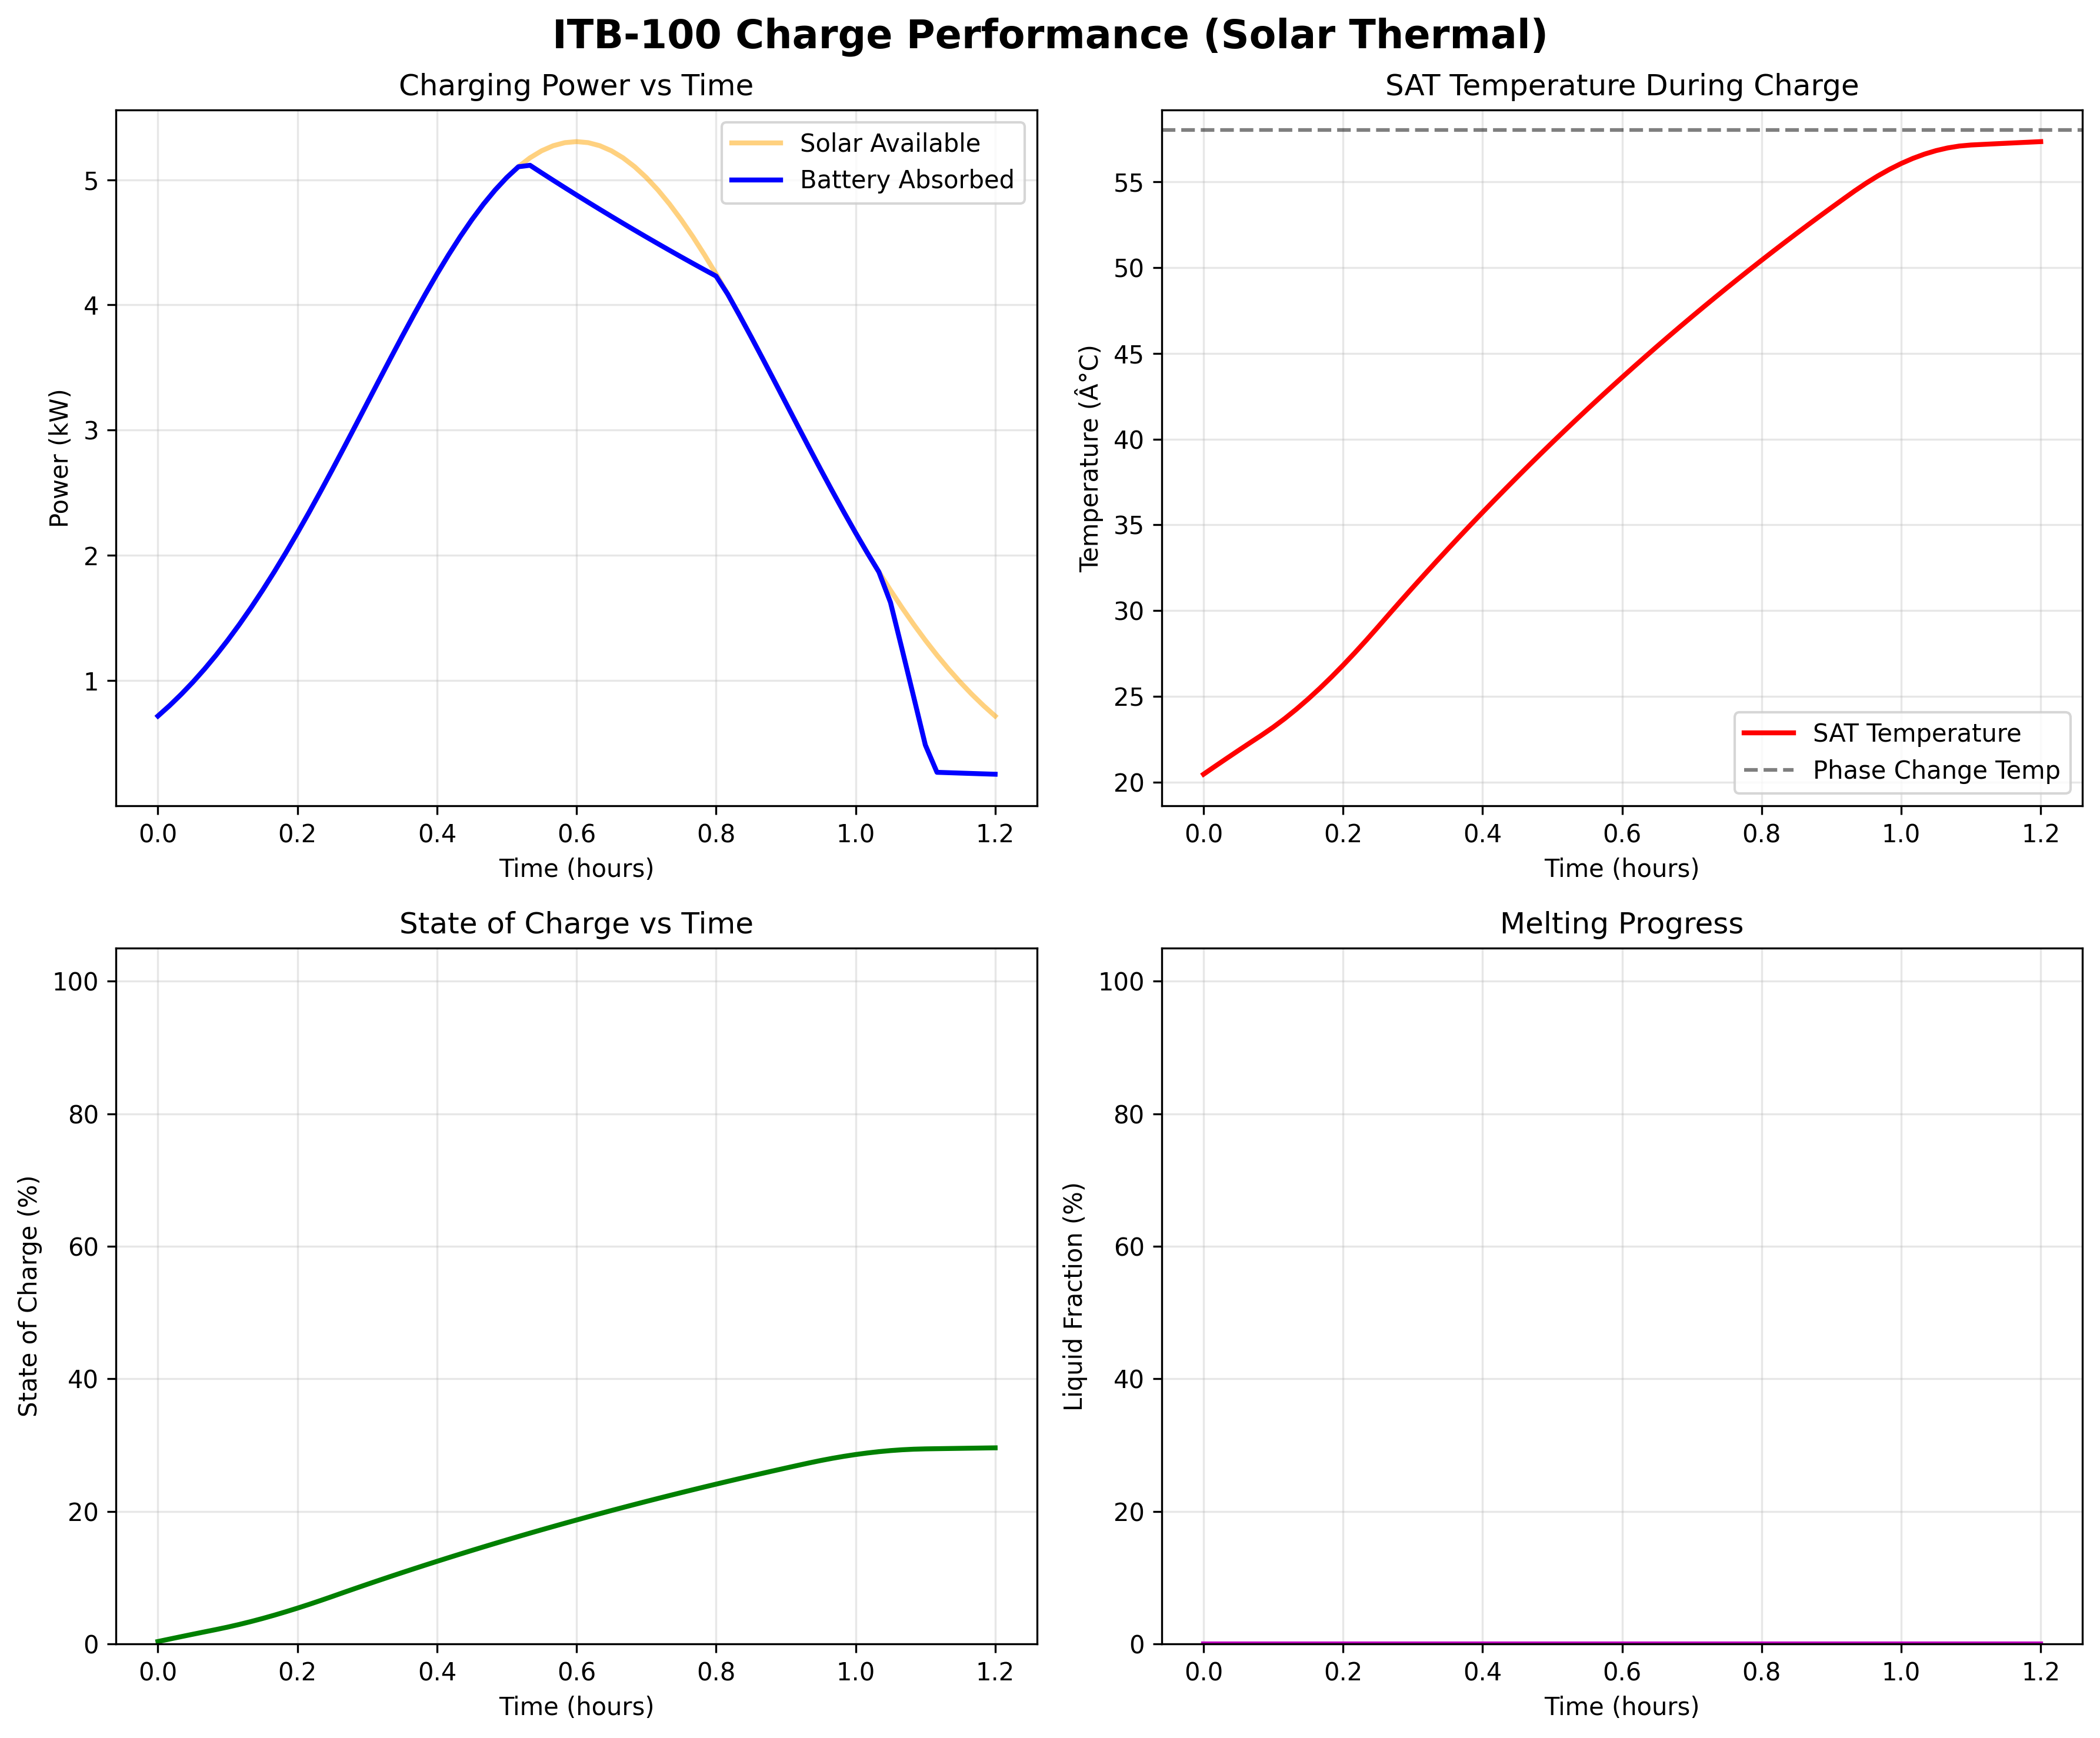 ITB-100 Charge Performance (Solar Thermal)
Charging Power vs Time
Solar Available
Battery Absorbed
Power (kW)
5
4
3
2
1
0.0 0.2 0.4 0.6 0.8 1.0 1.2
Time (hours)
SAT Temperature During Charge
Temperature (Â°C)
55
50
45
40
35
30
25
20
SAT Temperature
Phase Change Temp
0.0 0.2 0.4 0.6 0.8 1.0 1.2
Time (hours)
State of Charge vs Time
State of Charge (%)
100
80
60
40
20
0
0.0 0.2 0.4 0.6 0.8 1.0 1.2
Time (hours)
Melting Progress
Liquid Fraction (%)
100
80
60
40
20
0
0.0 0.2 0.4 0.6 0.8 1.0 1.2
Time (hours)